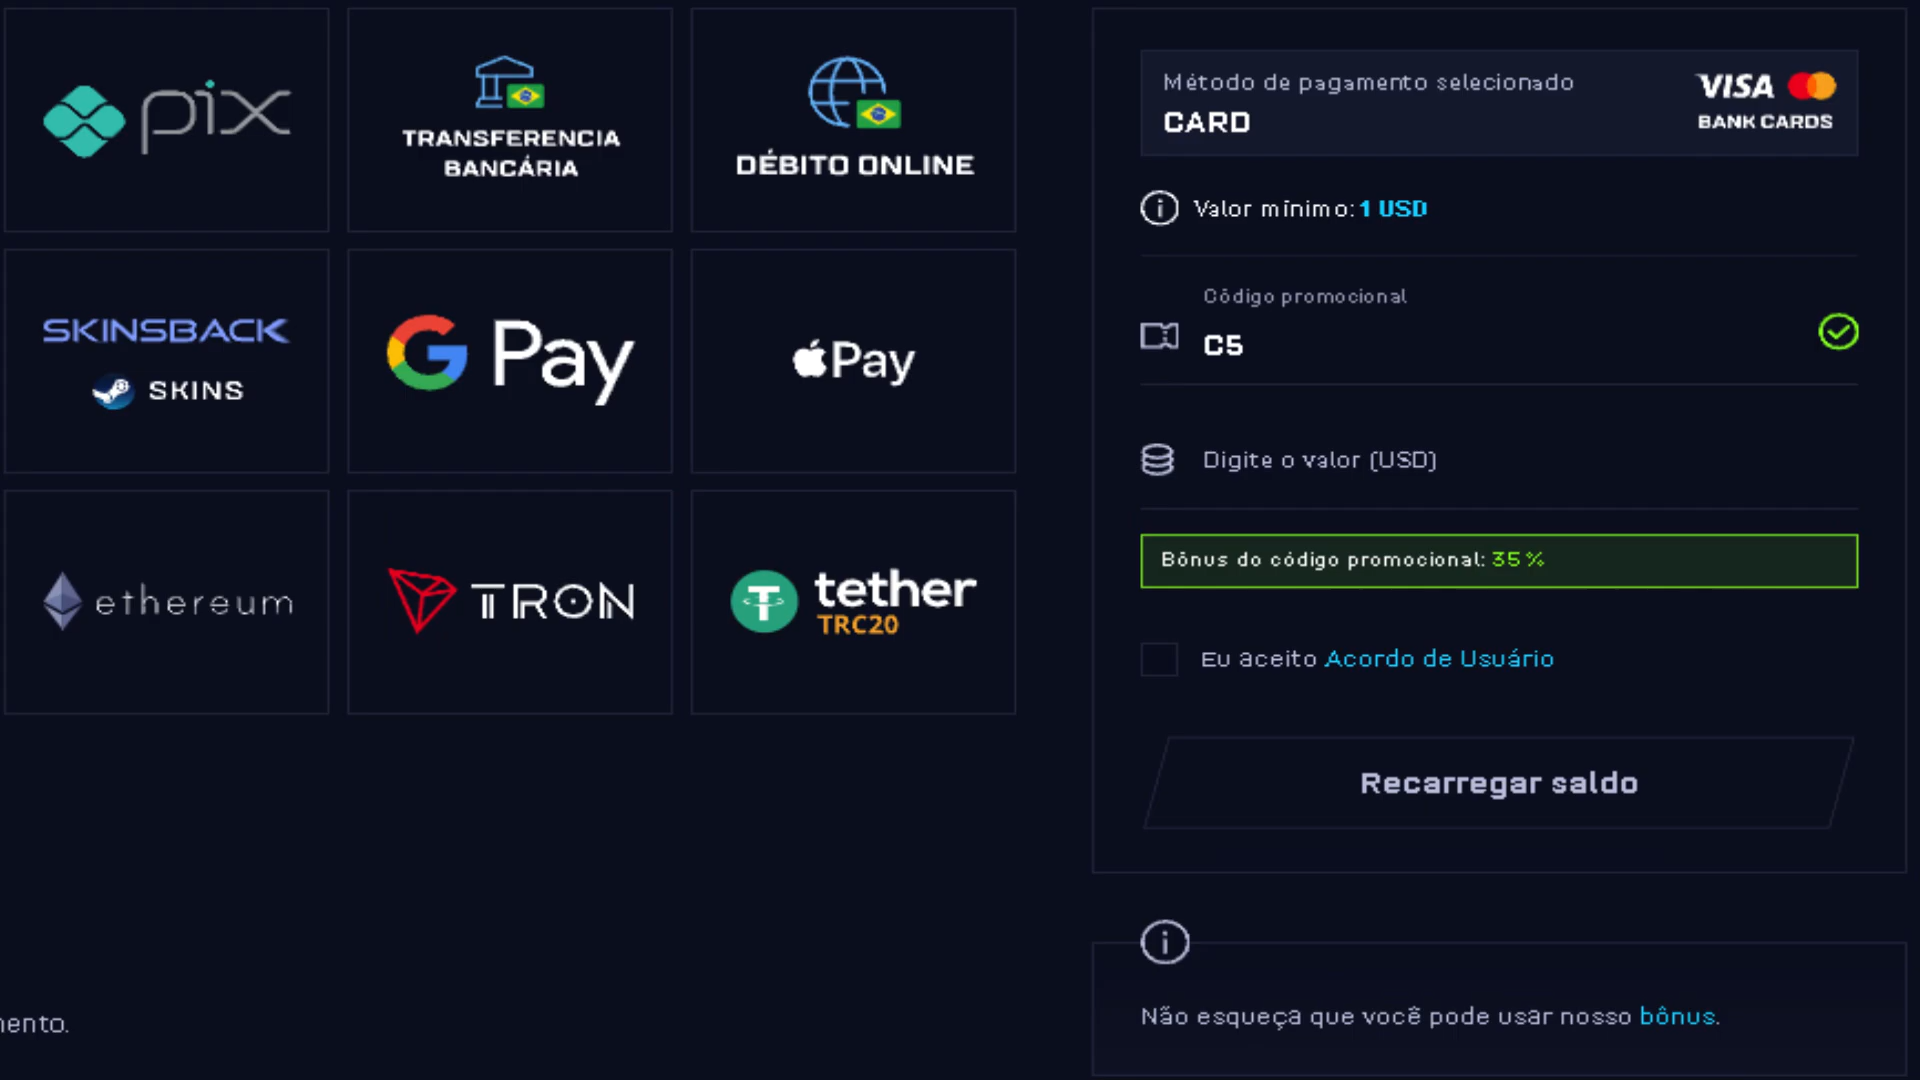 pix
TRANSFERENCIA
BANCÁRIA
DÉBITO ONLINE
SKINSBACK
SKINS
G Pay
Pay
ethereum
TRON
tether
TRC20
mento.
Método de pagamento selecionado
CARD
VISA
BANK CARDS
Valor mínimo: 1 USD
Código promocional
C5
Digite o valor (USD)
Bônus do código promocional: 35%
Eu aceito Acordo de Usuário
Recarregar saldo
Não esqueça que você pode usar nosso bônus.